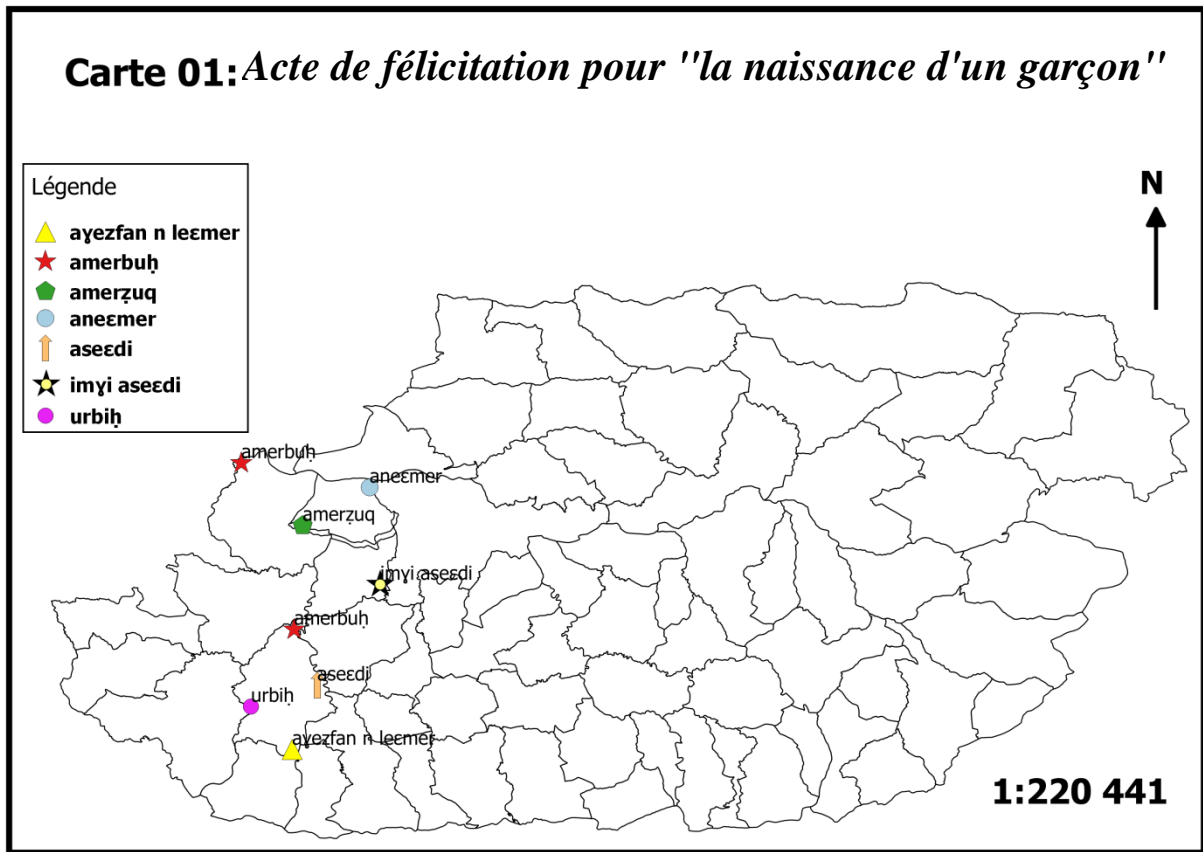 Carte 01: Acte de félicitation pour "la naissance d'un garçon"
Légende
aɣezfan n leɛmer
amerbuḥ
amerẓuq
aneɛmer
aseɛdi
imɣi aseɛdi
urbiḥ
N
amerbuḥ
aneɛmer
amerẓuq
imɣi aseɛdi
amerbuḥ
aseɛdi
urbiḥ
aɣezfan n leɛmer
1:220 441